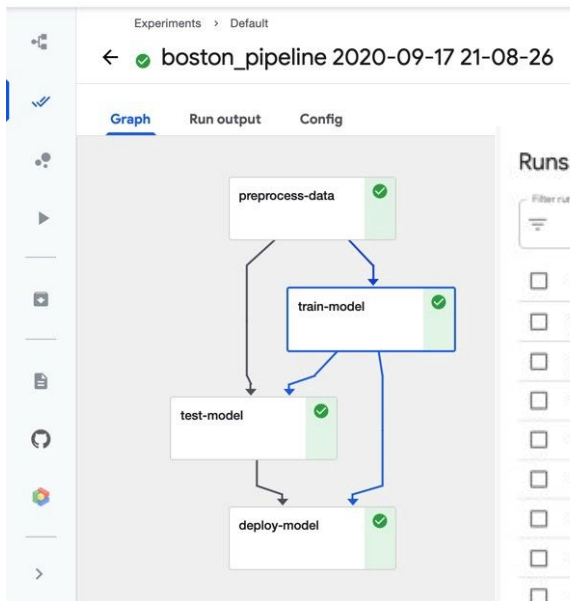 Experiments > Default
boston_pipeline 2020-09-17 21-08-26
Graph Run output Config
Runs
preprocess-data
train-model
test-model
deploy-model